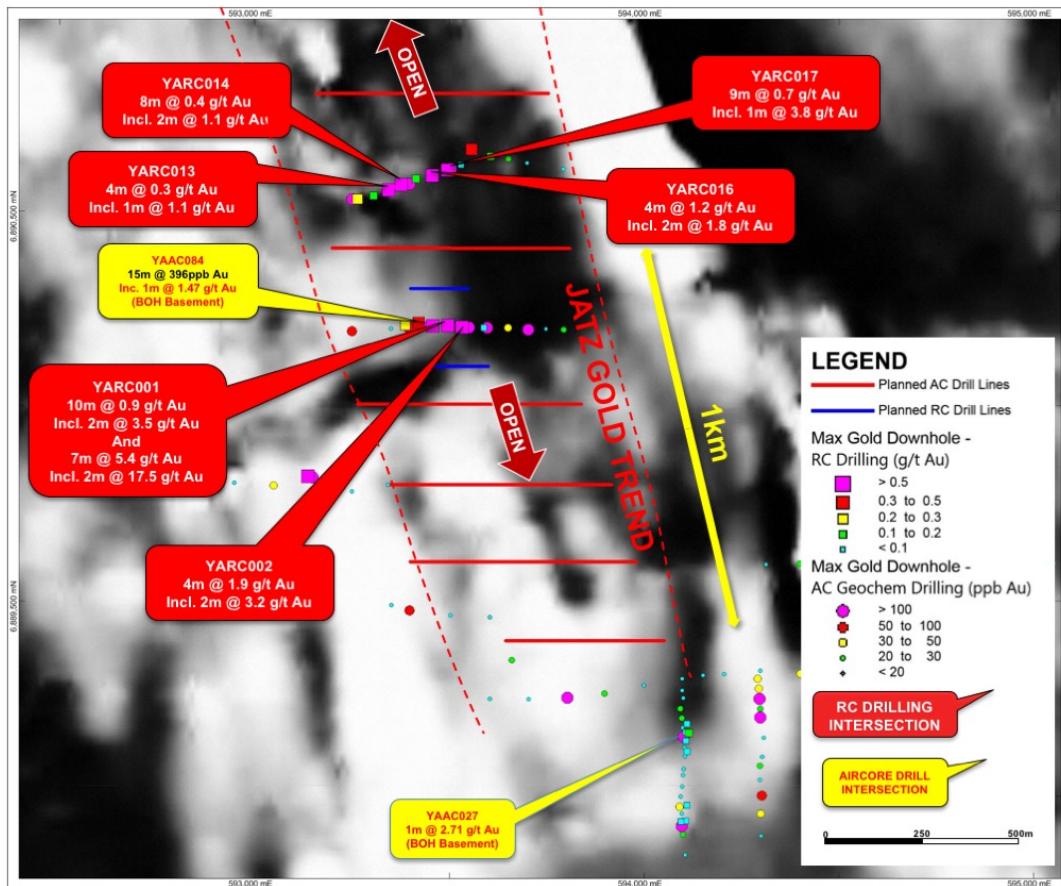 593,000 mE
594,000 mE
595,000 mE
OPEN
YARC014
8m @ 0.4 g/t Au
Incl. 2m @ 1.1 g/t Au
YARC017
9m @ 0.7 g/t Au
Incl. 1m @ 3.8 g/t Au
YARC013
4m @ 0.3 g/t Au
Incl. 1m @ 1.1 g/t Au
YARC016
4m @ 1.2 g/t Au
Incl. 2m @ 1.8 g/t Au
6,890,500 mN
6,890,500 mN
YAAC084
15m @ 396ppb Au
Inc. 1m @ 1.47 g/t Au
(BOH Basement)
JATZ GOLD TREND
1km
YARC001
10m @ 0.9 g/t Au
Incl. 2m @ 3.5 g/t Au
And
7m @ 5.4 g/t Au
Incl. 2m @ 17.5 g/t Au
OPEN
YARC002
4m @ 1.9 g/t Au
Incl. 2m @ 3.2 g/t Au
6,889,500 mN
YAAC027
1m @ 2.71 g/t Au
(BOH Basement)
LEGEND
Planned AC Drill Lines
Planned RC Drill Lines
Max Gold Downhole -
RC Drilling (g/t Au)
> 0.5
0.3 to 0.5
0.2 to 0.3
0.1 to 0.2
< 0.1
Max Gold Downhole -
AC Geochem Drilling (ppb Au)
> 100
50 to 100
30 to 50
20 to 30
< 20
RC DRILLING
INTERSECTION
AIRCORE DRILL
INTERSECTION
0 250 500m
593,000 mE
594,000 mE
595,000 mE